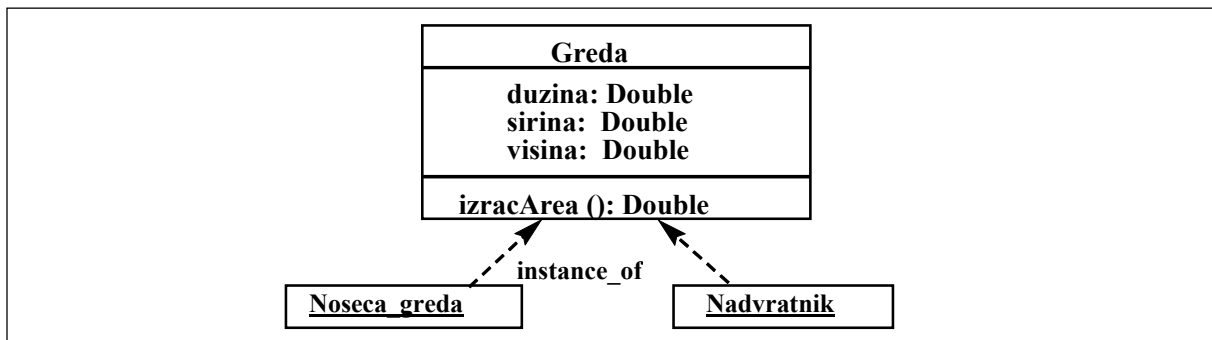 Greda
duzina: Double
sirina: Double
visina: Double
izracArea (): Double
instance_of
Noseca_greda
Nadvratnik